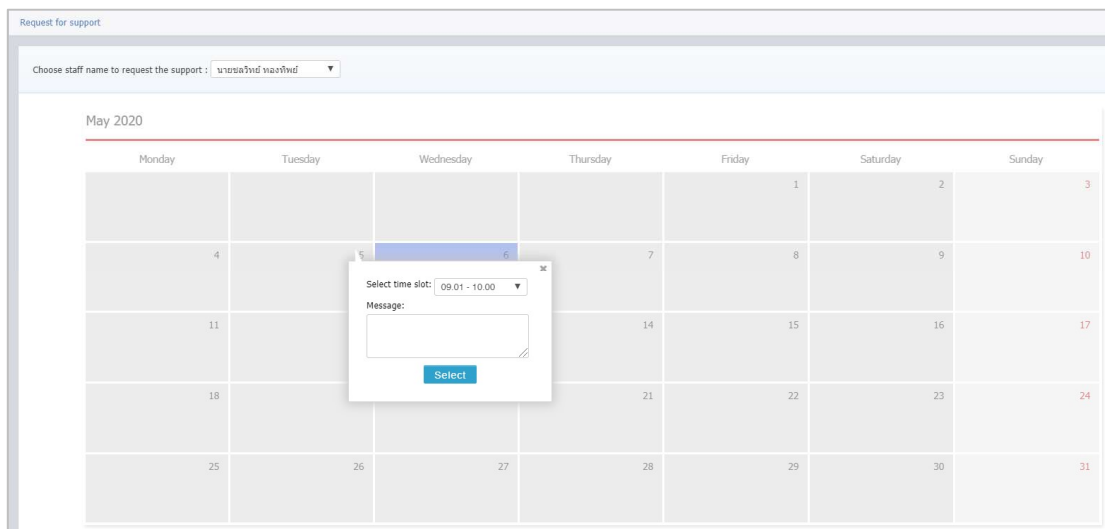 Request for support
Choose staff name to request the support : นายชลวิทย์ ทองทิพย์
May 2020
Monday Tuesday Wednesday Thursday Friday Saturday Sunday
1 2 3
4 5 6 7 8 9 10
Select time slot: 09.01 - 10.00
Message:
11 14 15 16 17
Select
18 21 22 23 24
25 26 27 28 29 30 31